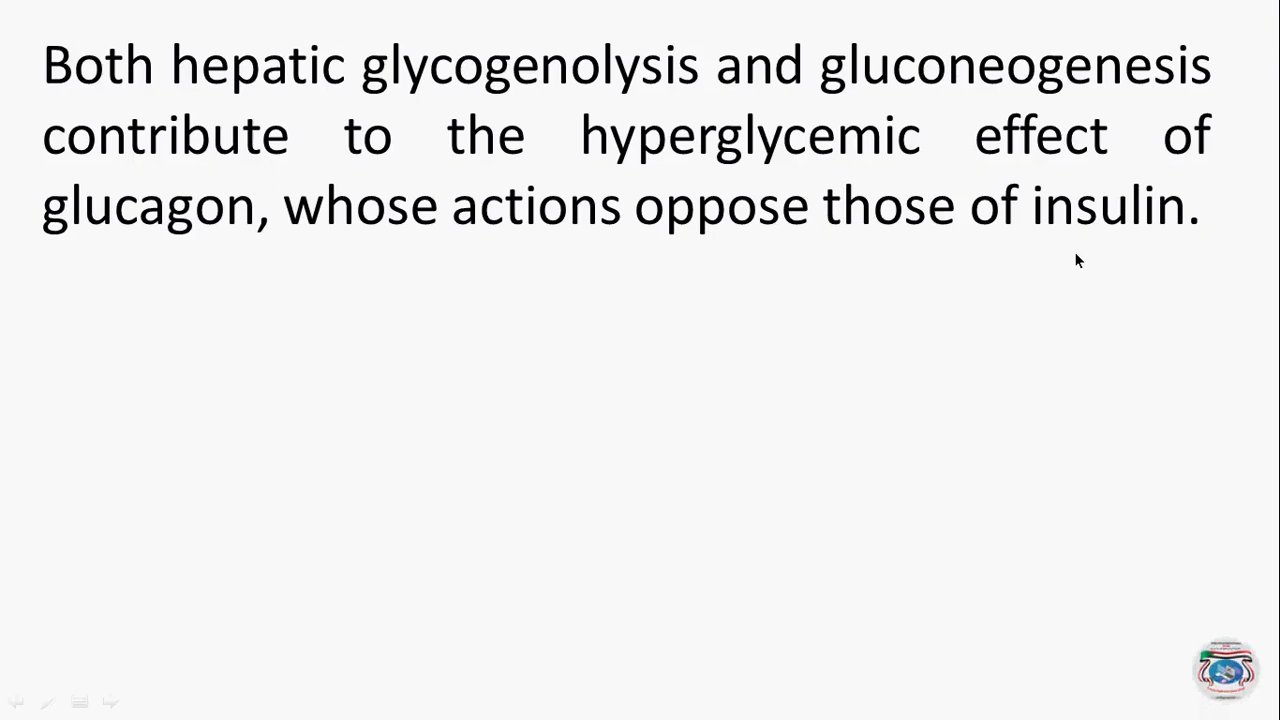 Both hepatic glycogenolysis and gluconeogenesis
contribute to the hyperglycemic effect of
glucagon, whose actions oppose those of insulin.